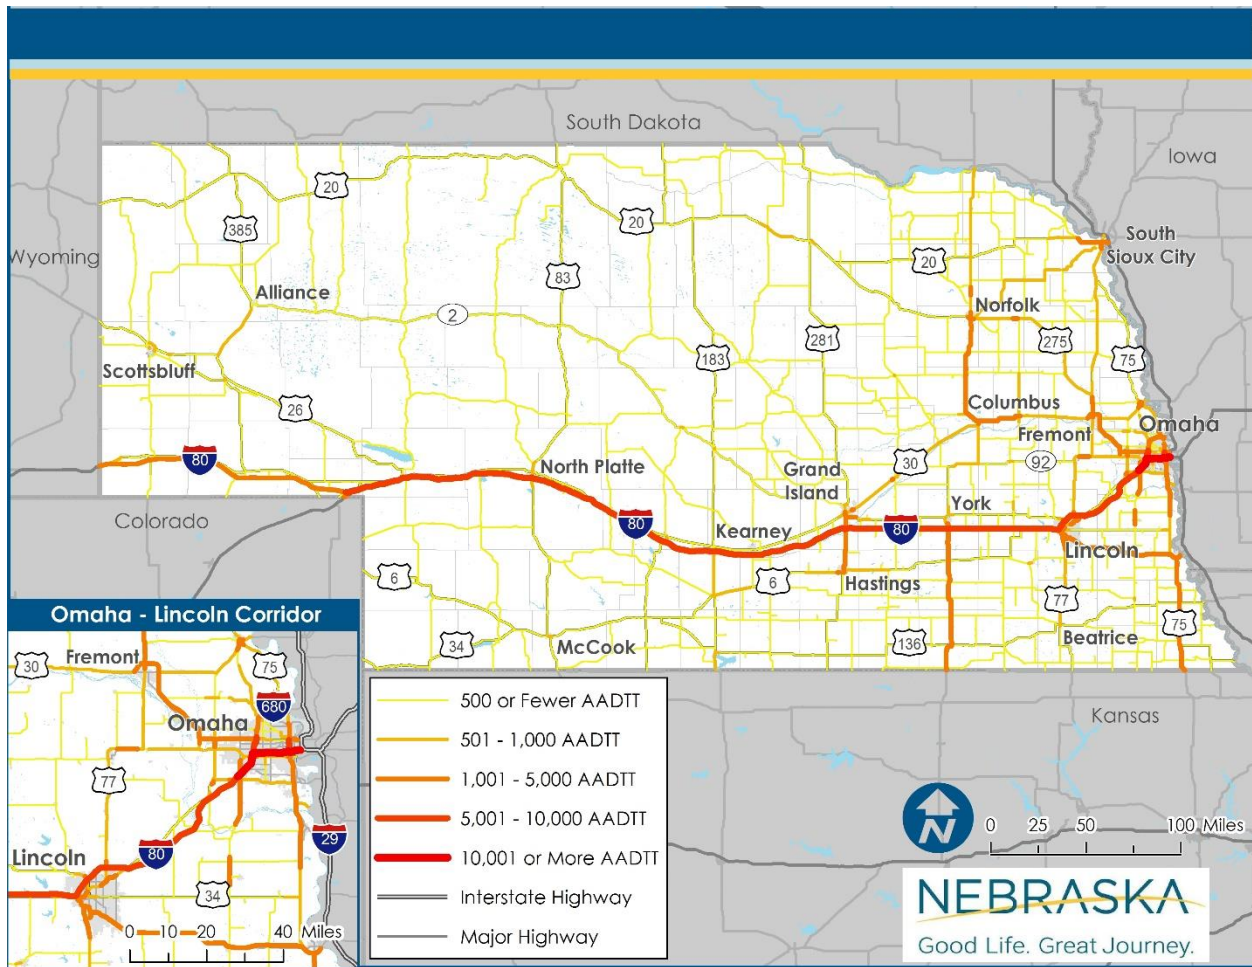 South Dakota
Iowa
Wyoming
20
385
20
South
Sioux City
20
83
Alliance
2
Norfolk
281
275
183
75
Scottsbluff
26
Columbus
Omaha
Fremont
80
North Platte
Grand
Island
30
92
York
Colorado
80
Kearney
80
Lincoln
6
6
Hastings
77
75
34
McCook
136
Beatrice
Omaha - Lincoln Corridor
30
Fremont
75
680
Omaha
77
80
29
Lincoln
34
0 10 20 40 Miles
500 or Fewer AADTT
501 - 1,000 AADTT
1,001 - 5,000 AADTT
5,001 - 10,000 AADTT
10,001 or More AADTT
Interstate Highway
Major Highway
Kansas
N
0 25 50 100 Miles
NEBRASKA
Good Life. Great Journey.